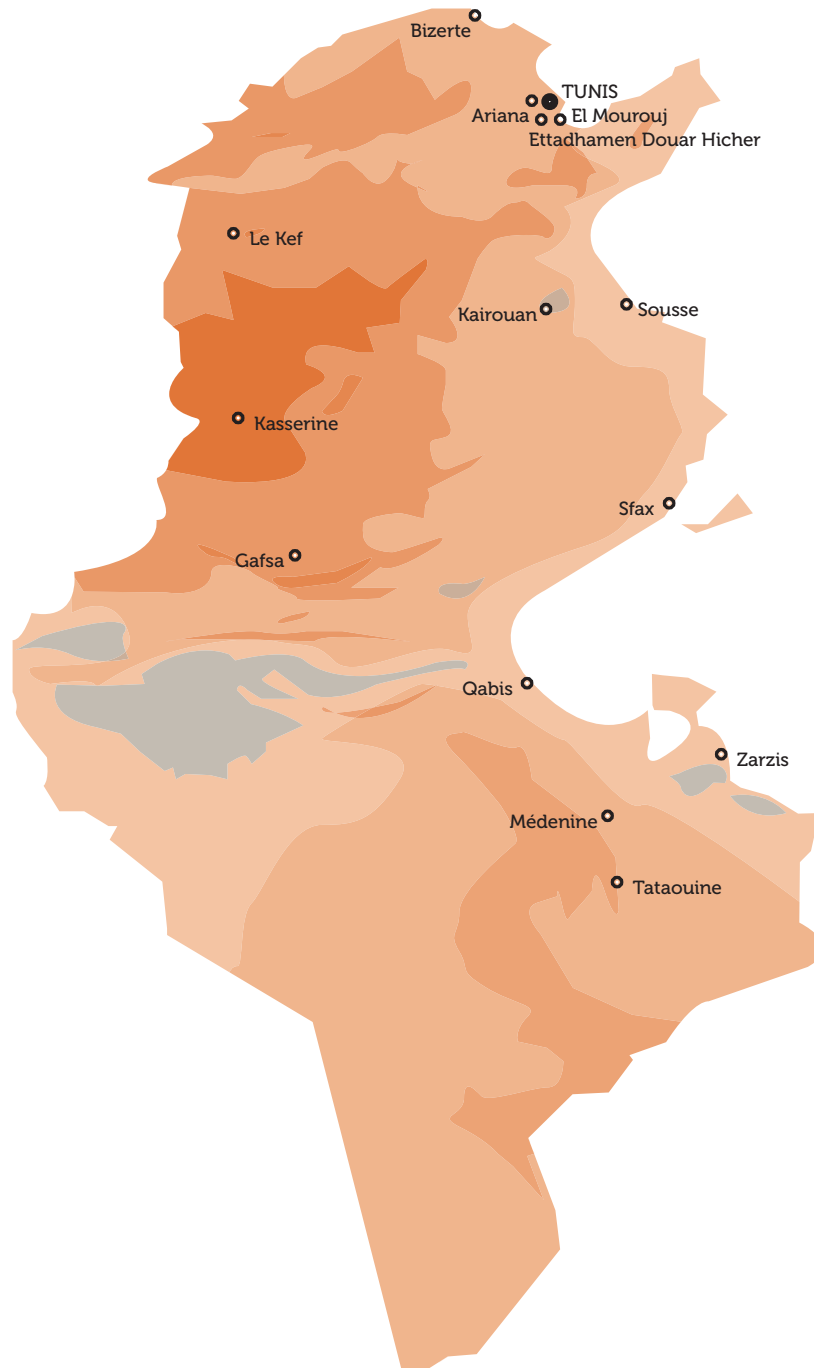 Bizerte
TUNIS
Ariana
El Mourouj
Ettadhamen Douar Hicher
Le Kef
Kairouan
Sousse
Kasserine
Sfax
Gafsa
Qabis
Zarzis
Médenine
Tataouine